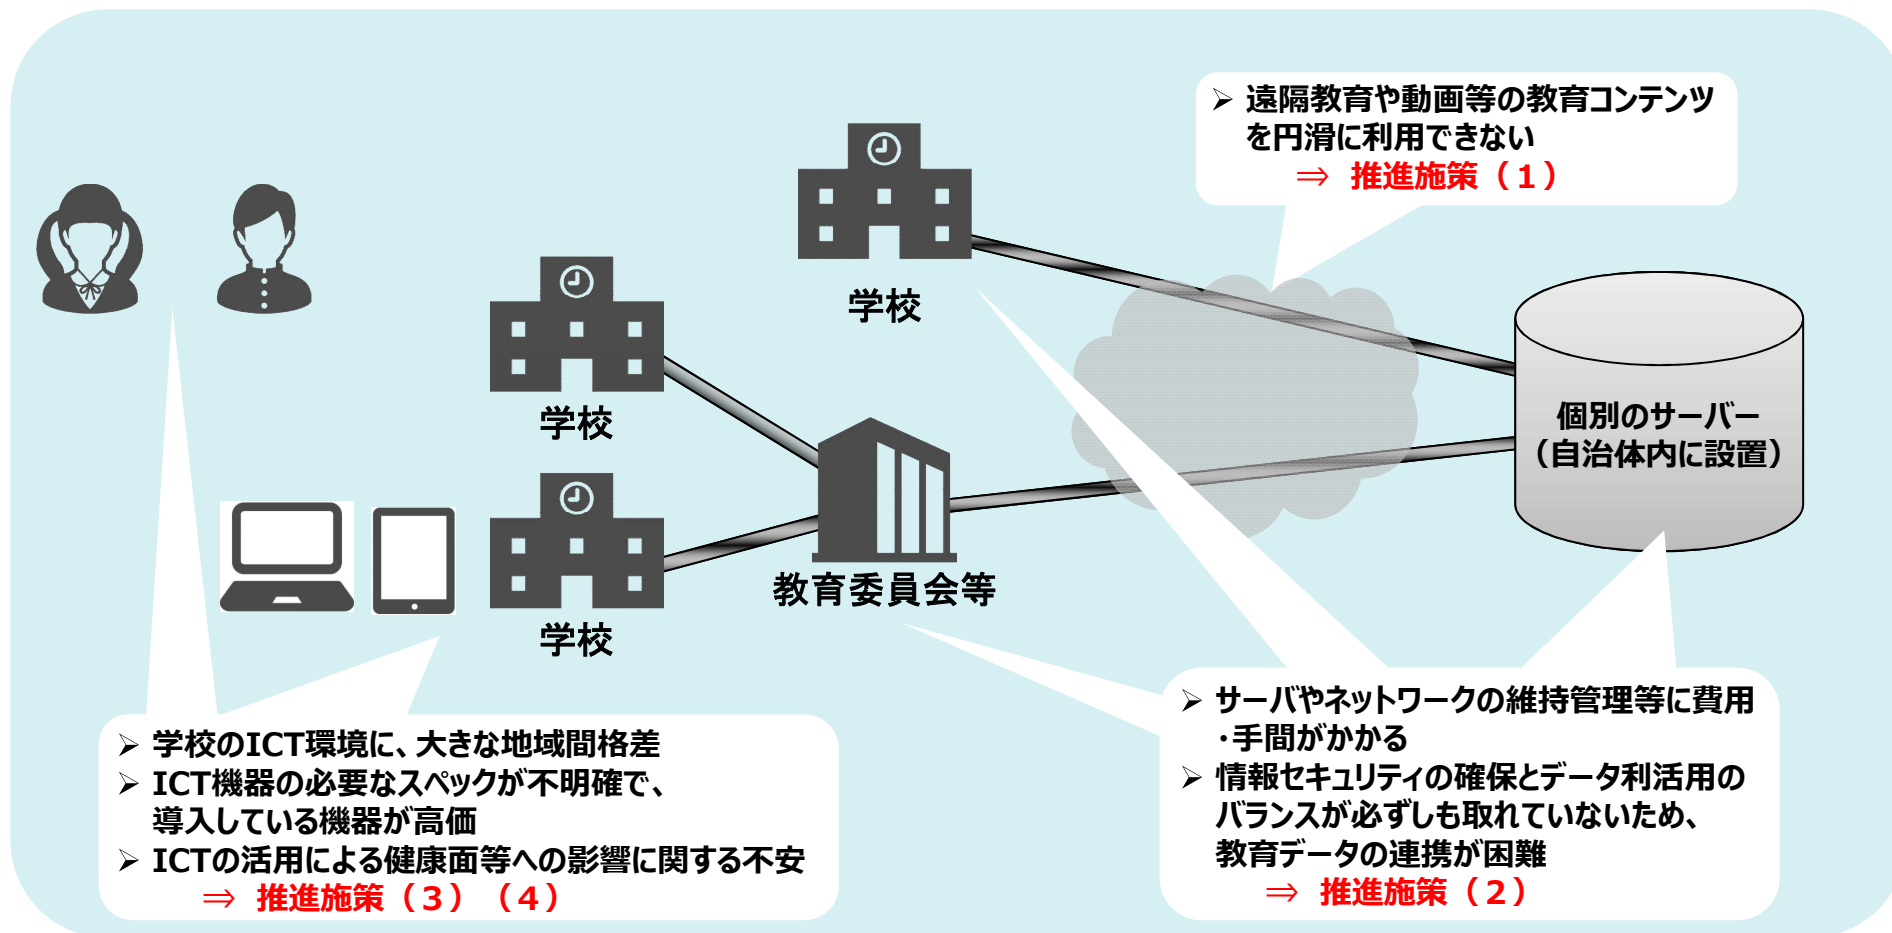 ➢ 遠隔教育や動画等の教育コンテンツ
を円滑に利用できない
⇒ 推進施策（１）
学校
学校
個別のサーバー
（自治体内に設置）
教育委員会等
学校
➢ 学校のICT環境に、大きな地域間格差
➢ ICT機器の必要なスペックが不明確で、
導入している機器が高価
➢ ICTの活用による健康面等への影響に関する不安
⇒ 推進施策（３）（４）
➢ サーバやネットワークの維持管理等に費用
・手間がかかる
➢ 情報セキュリティの確保とデータ利活用の
バランスが必ずしも取れていないため、
教育データの連携が困難
⇒ 推進施策（２）